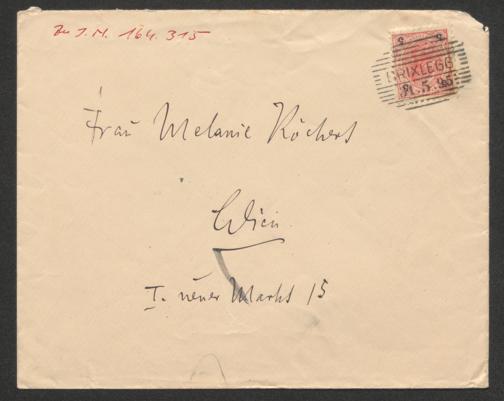 Zu I.N. 164.315
BRIXLEGG
Frau Melanie Köchert
Wien
I. neuer Markt 15